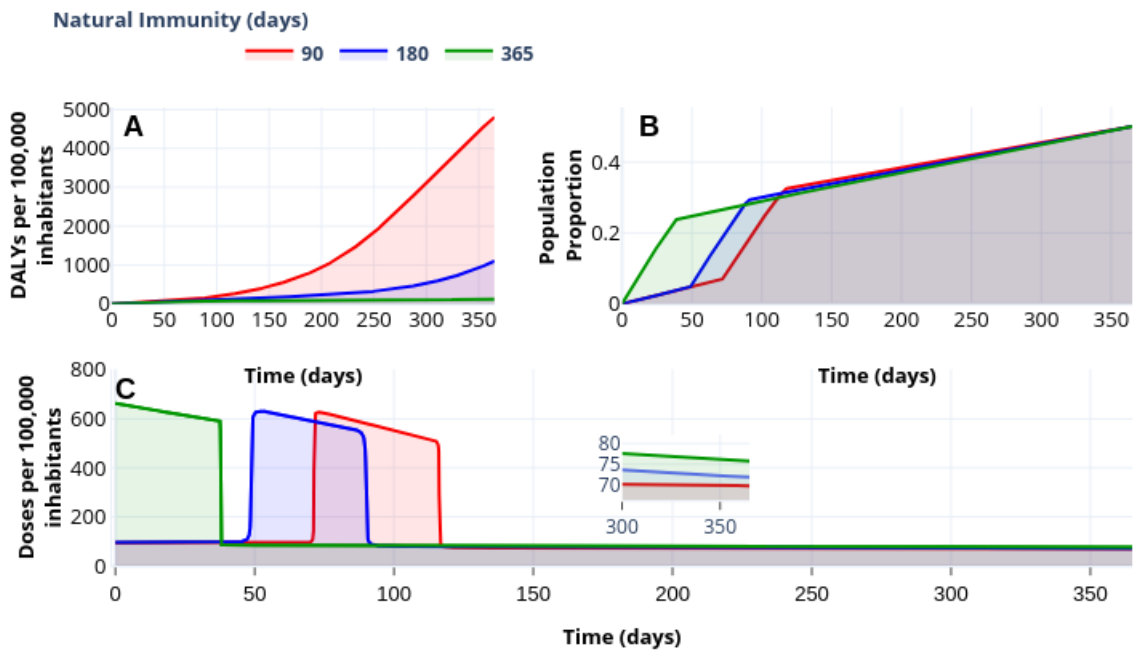 Natural Immunity (days)
90 180 365
A
DALYs per 100,000
inhabitants
5000
4000
3000
2000
1000
0
0 50 100 150 200 250 300 350
Time (days)
B
Population
Proportion
0.4
0.2
0
0 50 100 150 200 250 300 350
Time (days)
C
Doses per 100,000
inhabitants
800
600
400
200
0
80
75
70
300 350
0 50 100 150 200 250 300 350
Time (days)